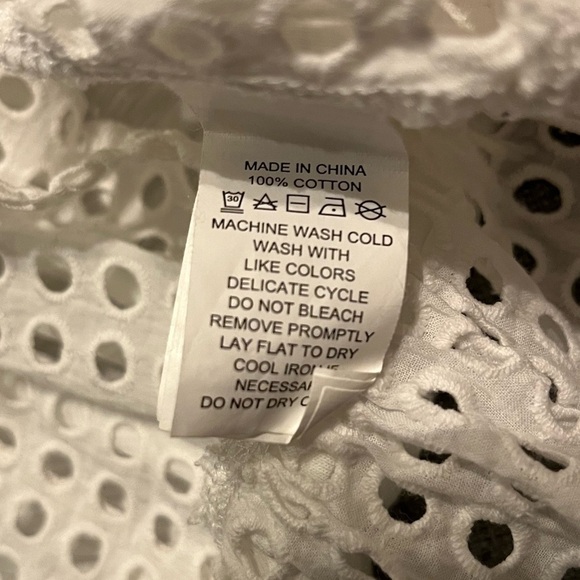 MADE IN CHINA
100% COTTON
30
MACHINE WASH COLD
WASH WITH
LIKE COLORS
DELICATE CYCLE
DO NOT BLEACH
REMOVE PROMPTLY
LAY FLAT TO DRY
COOL IRON
DO NOT DRY